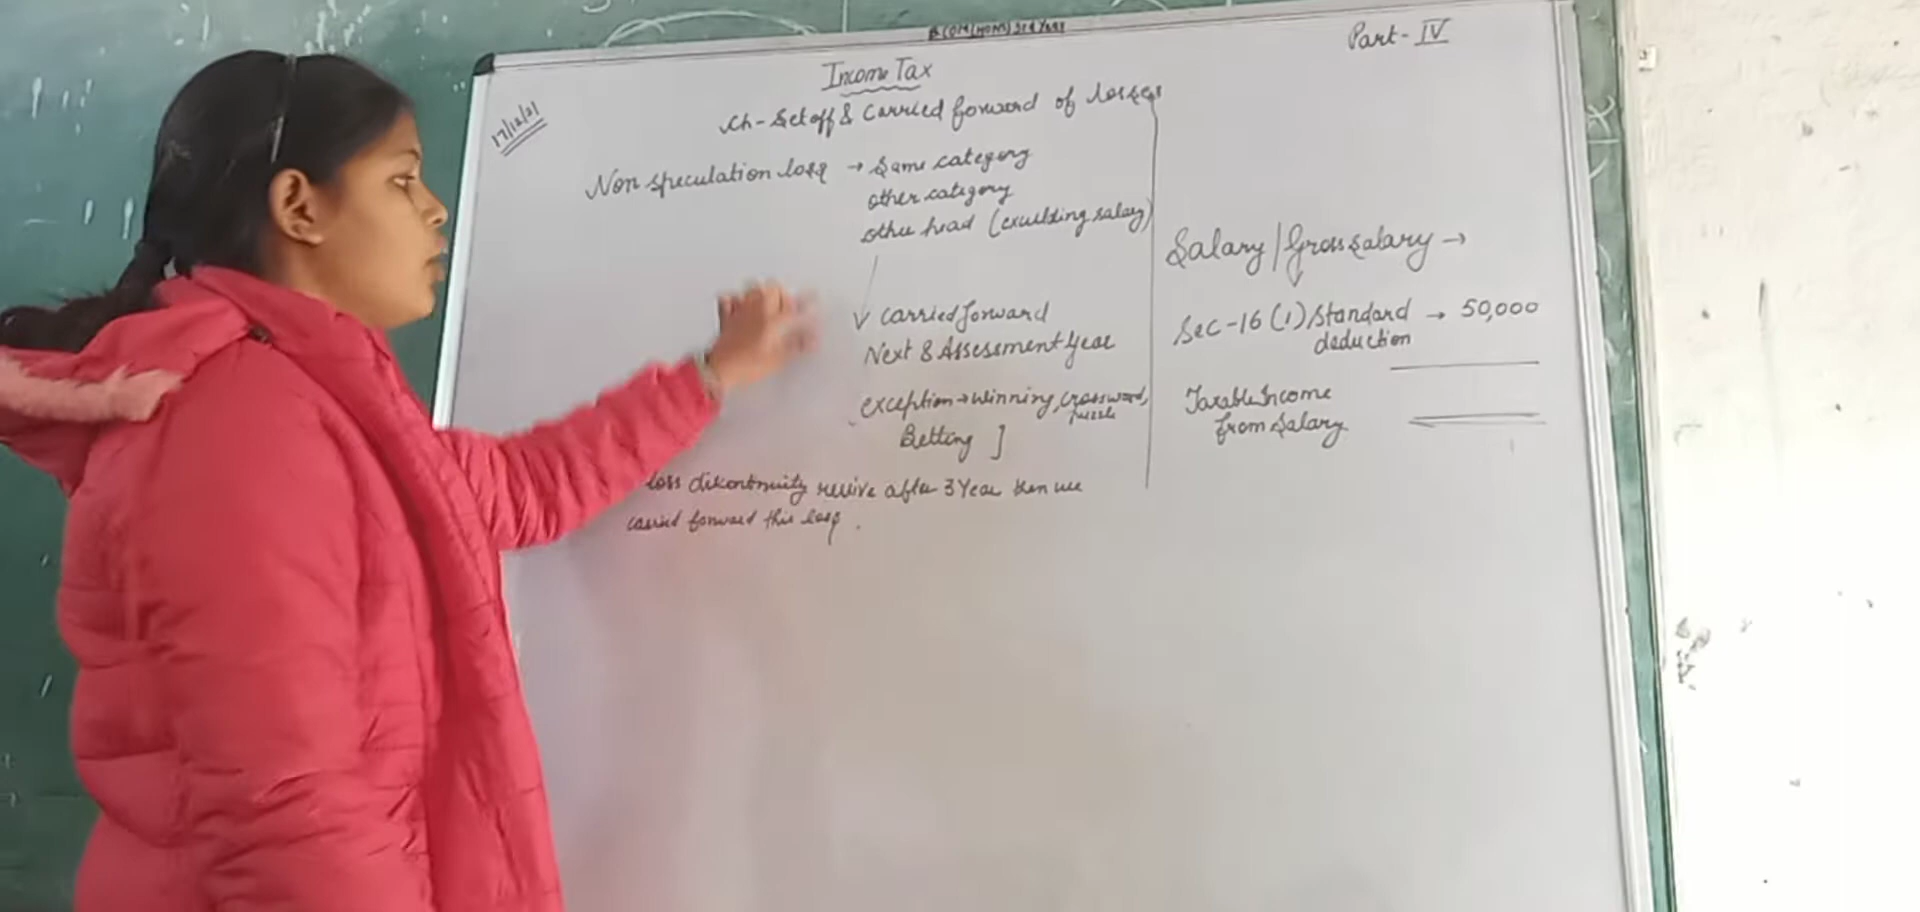 B.COM(HONS) 3rd Year
Part-IV
Income Tax
17/12/21
Ch-Setoff & Carried forward of losses
Non speculation loss → Same category
other category
other head (exculding salary)
carried forward
Next 8 Assessment year
exception → winning, crossword, puzzle
Betting ]
loss discontinuity revive after 3 Year then we
carried forward this loss.
Salary/Gross salary →
Sec-16 (1)/Standard → 50,000
deduction
Taxable Income
from Salary